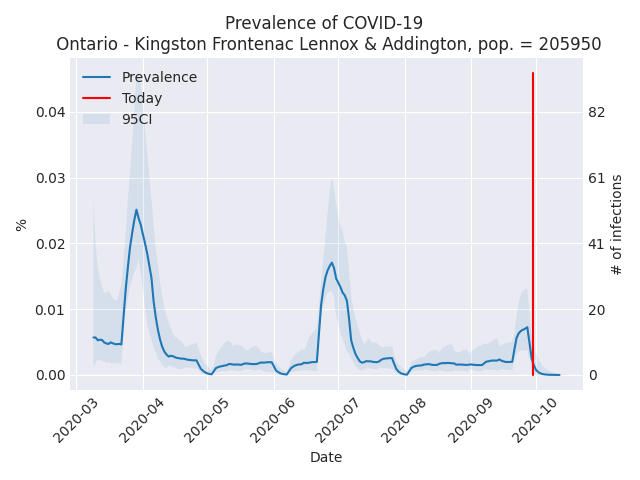 Prevalence of COVID-19
Ontario - Kingston Frontenac Lennox & Addington, pop. = 205950
Prevalence
Today
95CI
0.04
0.03
0.02
0.01
0.00
%
82
61
41
20
0
# of infections
2020-03
2020-04
2020-05
2020-06
2020-07
2020-08
2020-09
2020-10
Date